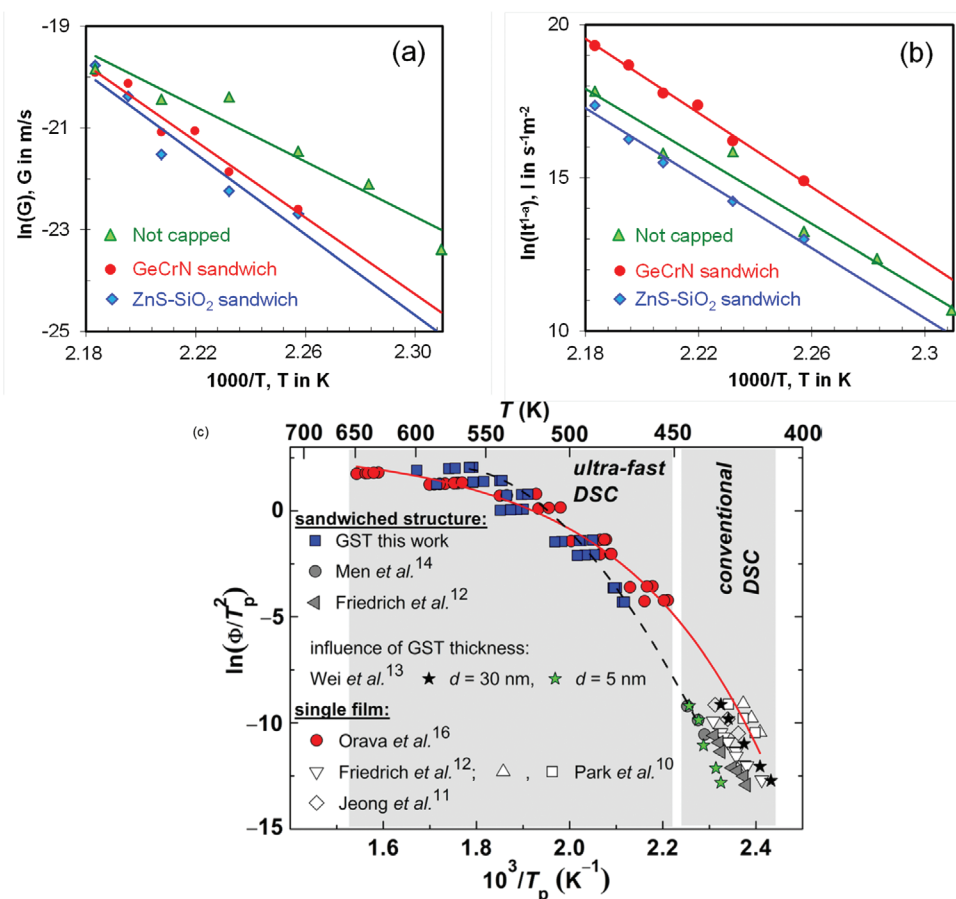 (a)
-19
-21
-23
-25
ln(G), G in m/s
Not capped
GeCrN sandwich
ZnS-SiO₂ sandwich
2.18 2.22 2.26 2.30
1000/T, T in K
(b)
20
15
10
ln(It¹⁻ᵃ), I in s⁻¹m⁻²
Not capped
GeCrN sandwich
ZnS-SiO₂ sandwich
2.18 2.22 2.26 2.3
1000/T, T in K
(c)
T (K)
700 650 600 550 500 450 400
ultra-fast
DSC
conventional
DSC
0
−5
−10
−15
ln(Φ/Tₚ²)
sandwiched structure:
GST this work
Men et al.¹⁴
Friedrich et al.¹²
influence of GST thickness:
Wei et al.¹³ ★ d = 30 nm, ★ d = 5 nm
single film:
Orava et al.¹⁶
Friedrich et al.¹²; △ , □ Park et al.¹⁰
Jeong et al.¹¹
1.6 1.8 2.0 2.2 2.4
10³/Tₚ (K⁻¹)